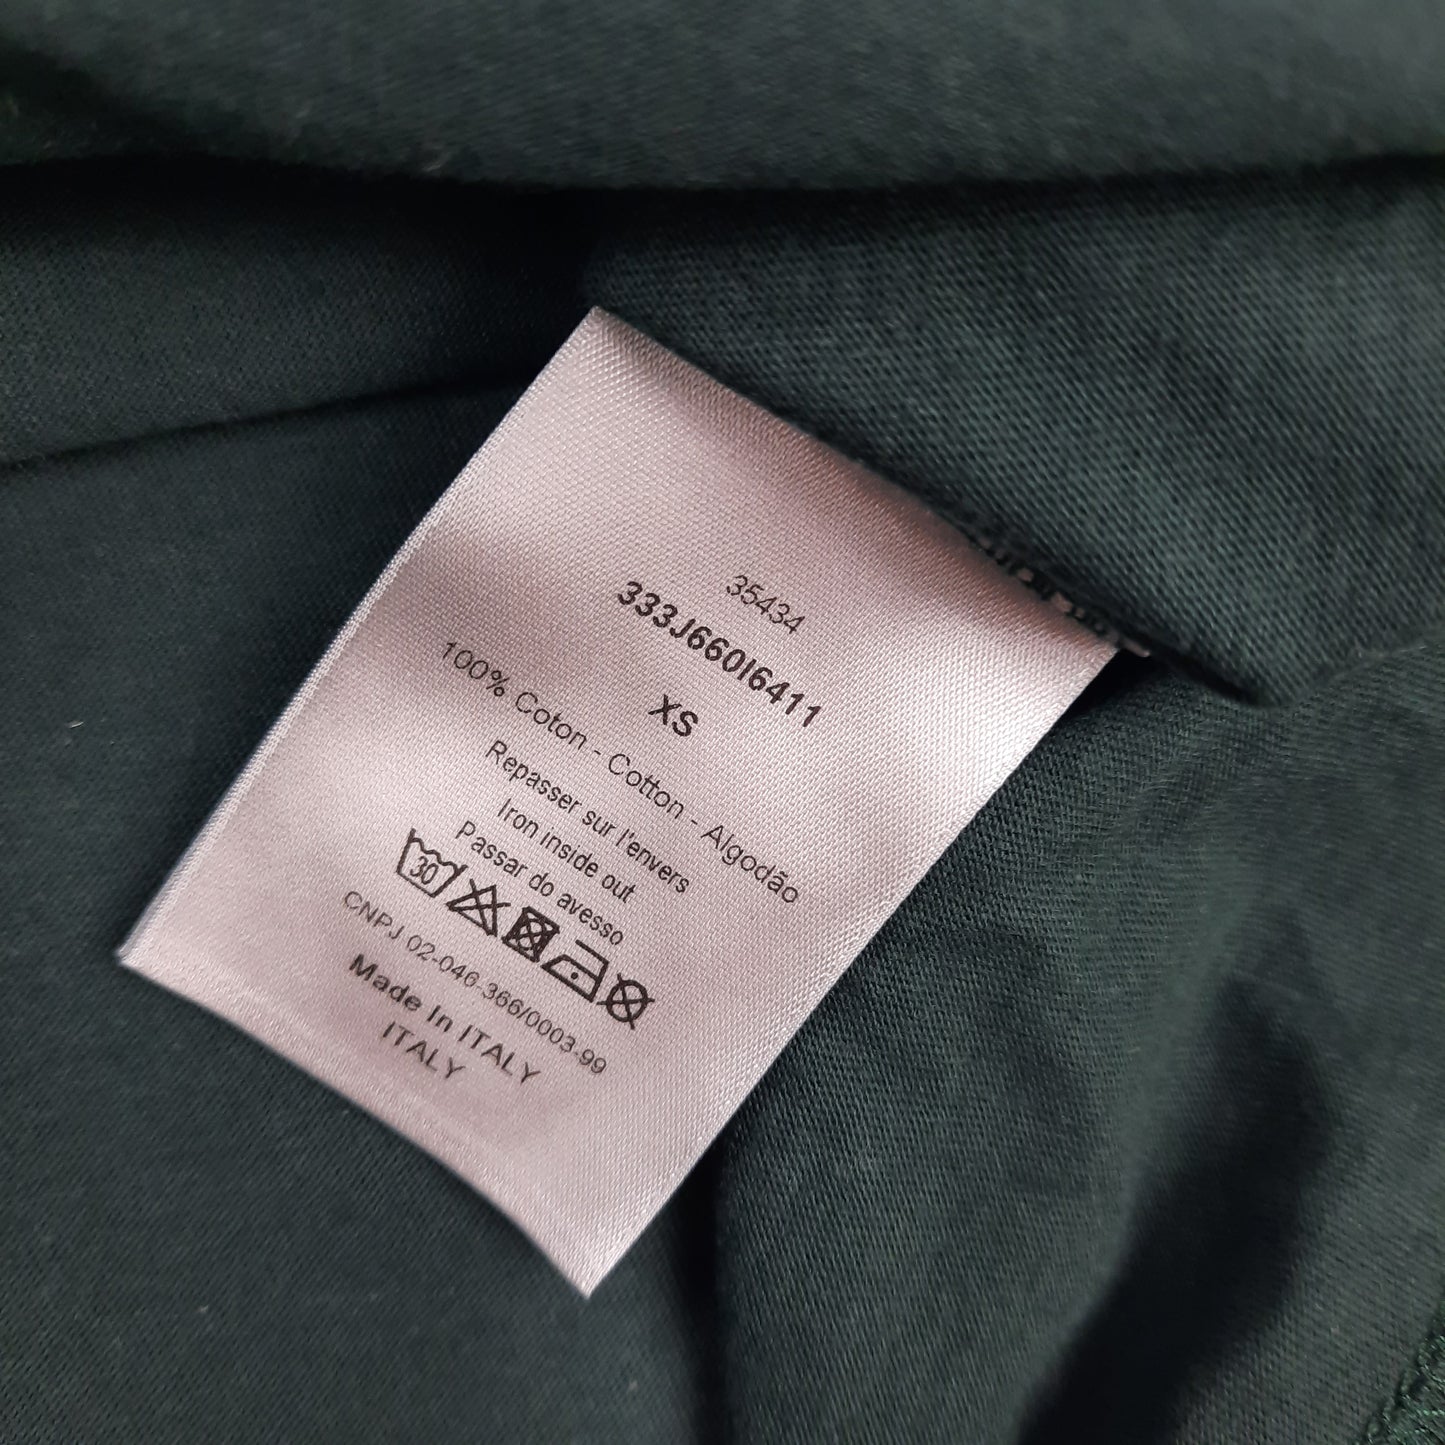 35434
333J660I6411
XS
100% Coton - Cotton - Algodão
Repasser sur l'envers
Iron inside out
Passar do avesso
30
CNPJ 02-046-366/0003-99
Made In ITALY
ITALY